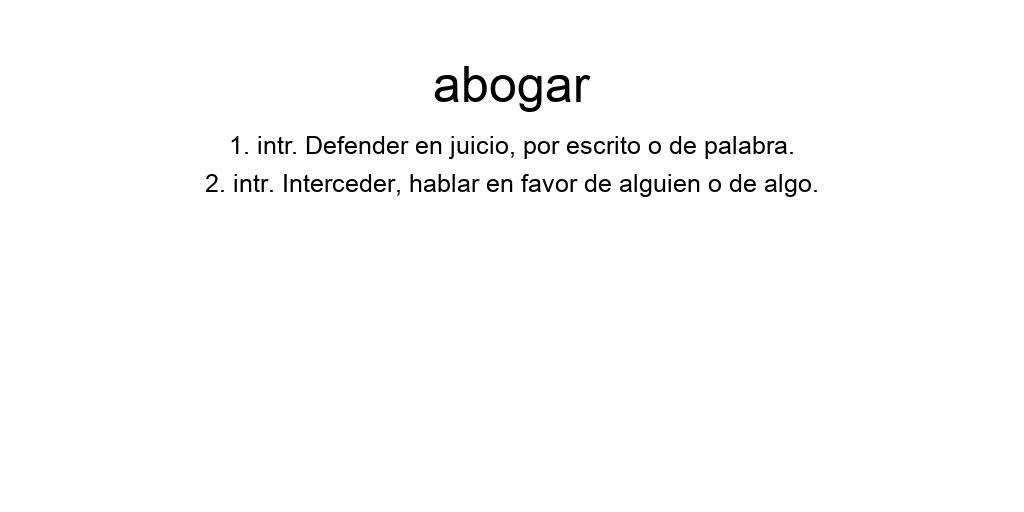 abogar
1. intr. Defender en juicio, por escrito o de palabra.
2. intr. Interceder, hablar en favor de alguien o de algo.